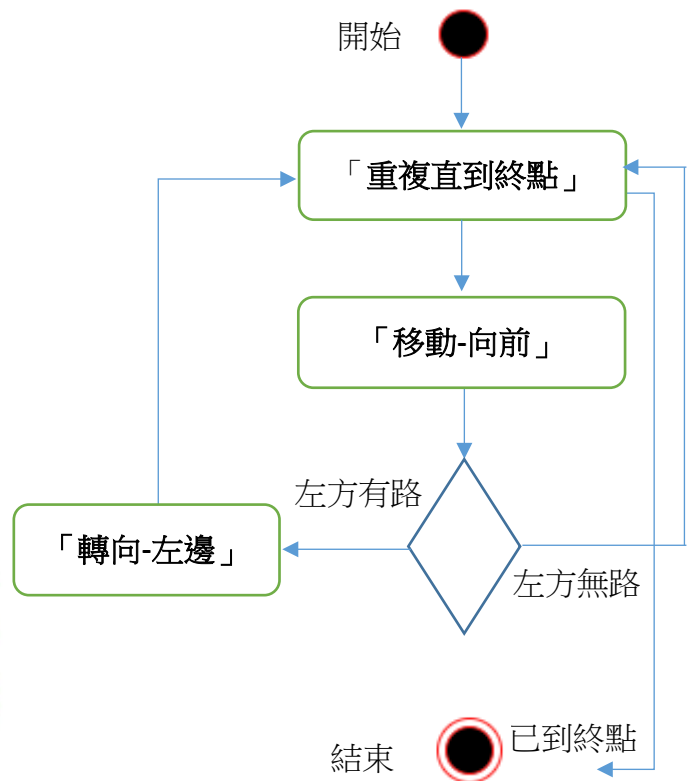 開始
「重複直到終點」
「移動-向前」
左方有路
「轉向-左邊」
左方無路
已到終點
結束